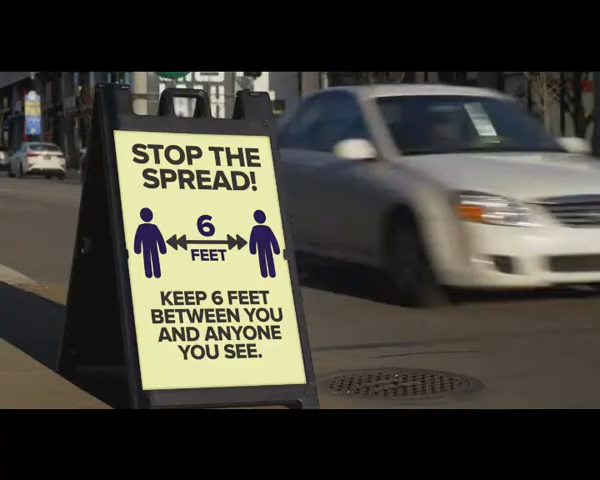 STOP THE
SPREAD!
6
FEET
KEEP 6 FEET
BETWEEN YOU
AND ANYONE
YOU SEE.